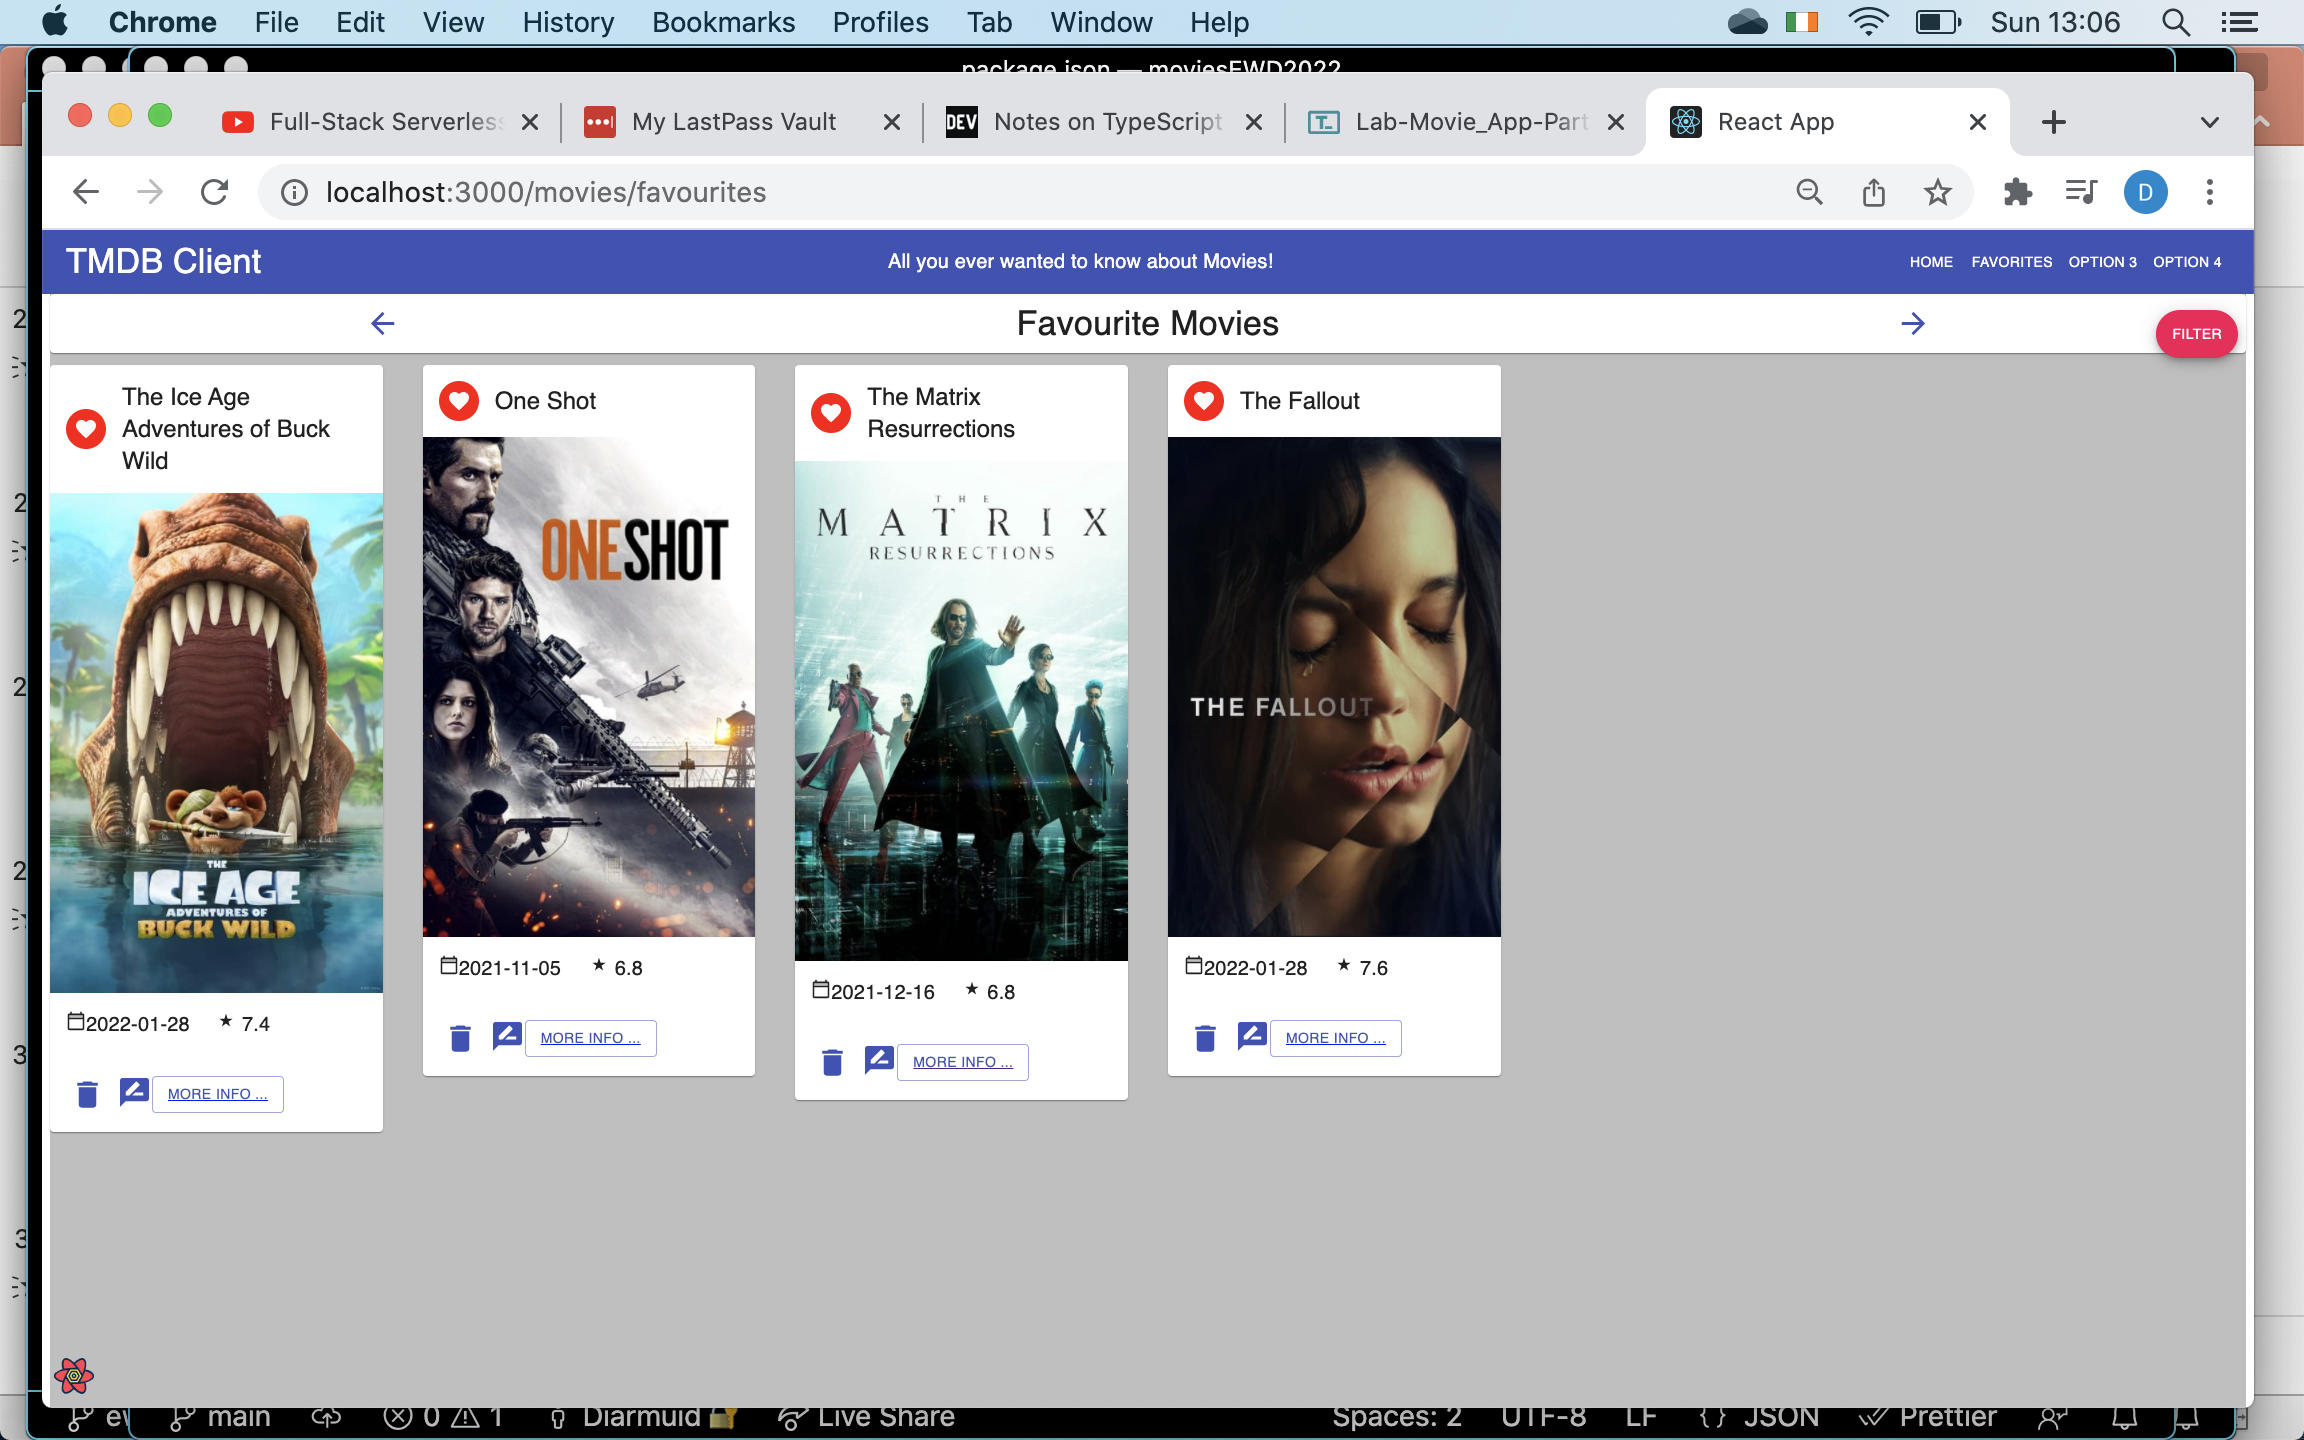 Chrome File Edit View History Bookmarks Profiles Tab Window Help Sun 13:06
package.json — moviesEWD2022
Full-Stack Serverless My LastPass Vault DEV Notes on TypeScript T_ Lab-Movie_App-Part React App
localhost:3000/movies/favourites D
TMDB Client All you ever wanted to know about Movies! HOME FAVORITES OPTION 3 OPTION 4
Favourite Movies
FILTER
The Ice Age
Adventures of Buck
Wild
THE
ICE AGE
ADVENTURES OF
BUCK WILD
2022-01-28 ★ 7.4
MORE INFO ...
One Shot
ONESHOT
2021-11-05 ★ 6.8
MORE INFO ...
The Matrix
Resurrections
THE
MATRIX
RESURRECTIONS
2021-12-16 ★ 6.8
MORE INFO ...
The Fallout
THE FALLOUT
2022-01-28 ★ 7.6
MORE INFO ...
main 0 1 Diarmuid Live Share Spaces: 2 UTF-8 LF {} JSON Prettier